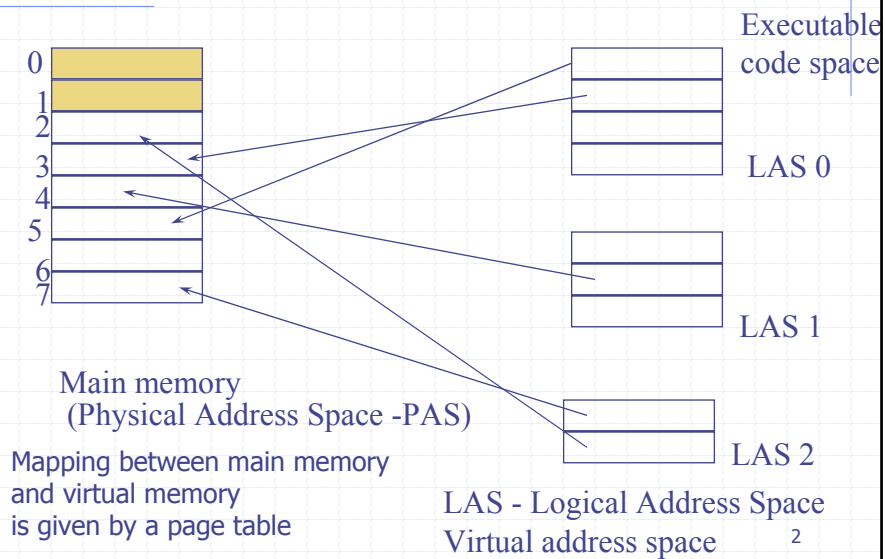 Executable
code space
0
1
2
3
4
5
6
7
LAS 0
LAS 1
LAS 2
Main memory
(Physical Address Space -PAS)
Mapping between main memory
and virtual memory
is given by a page table
LAS - Logical Address Space
Virtual address space
2